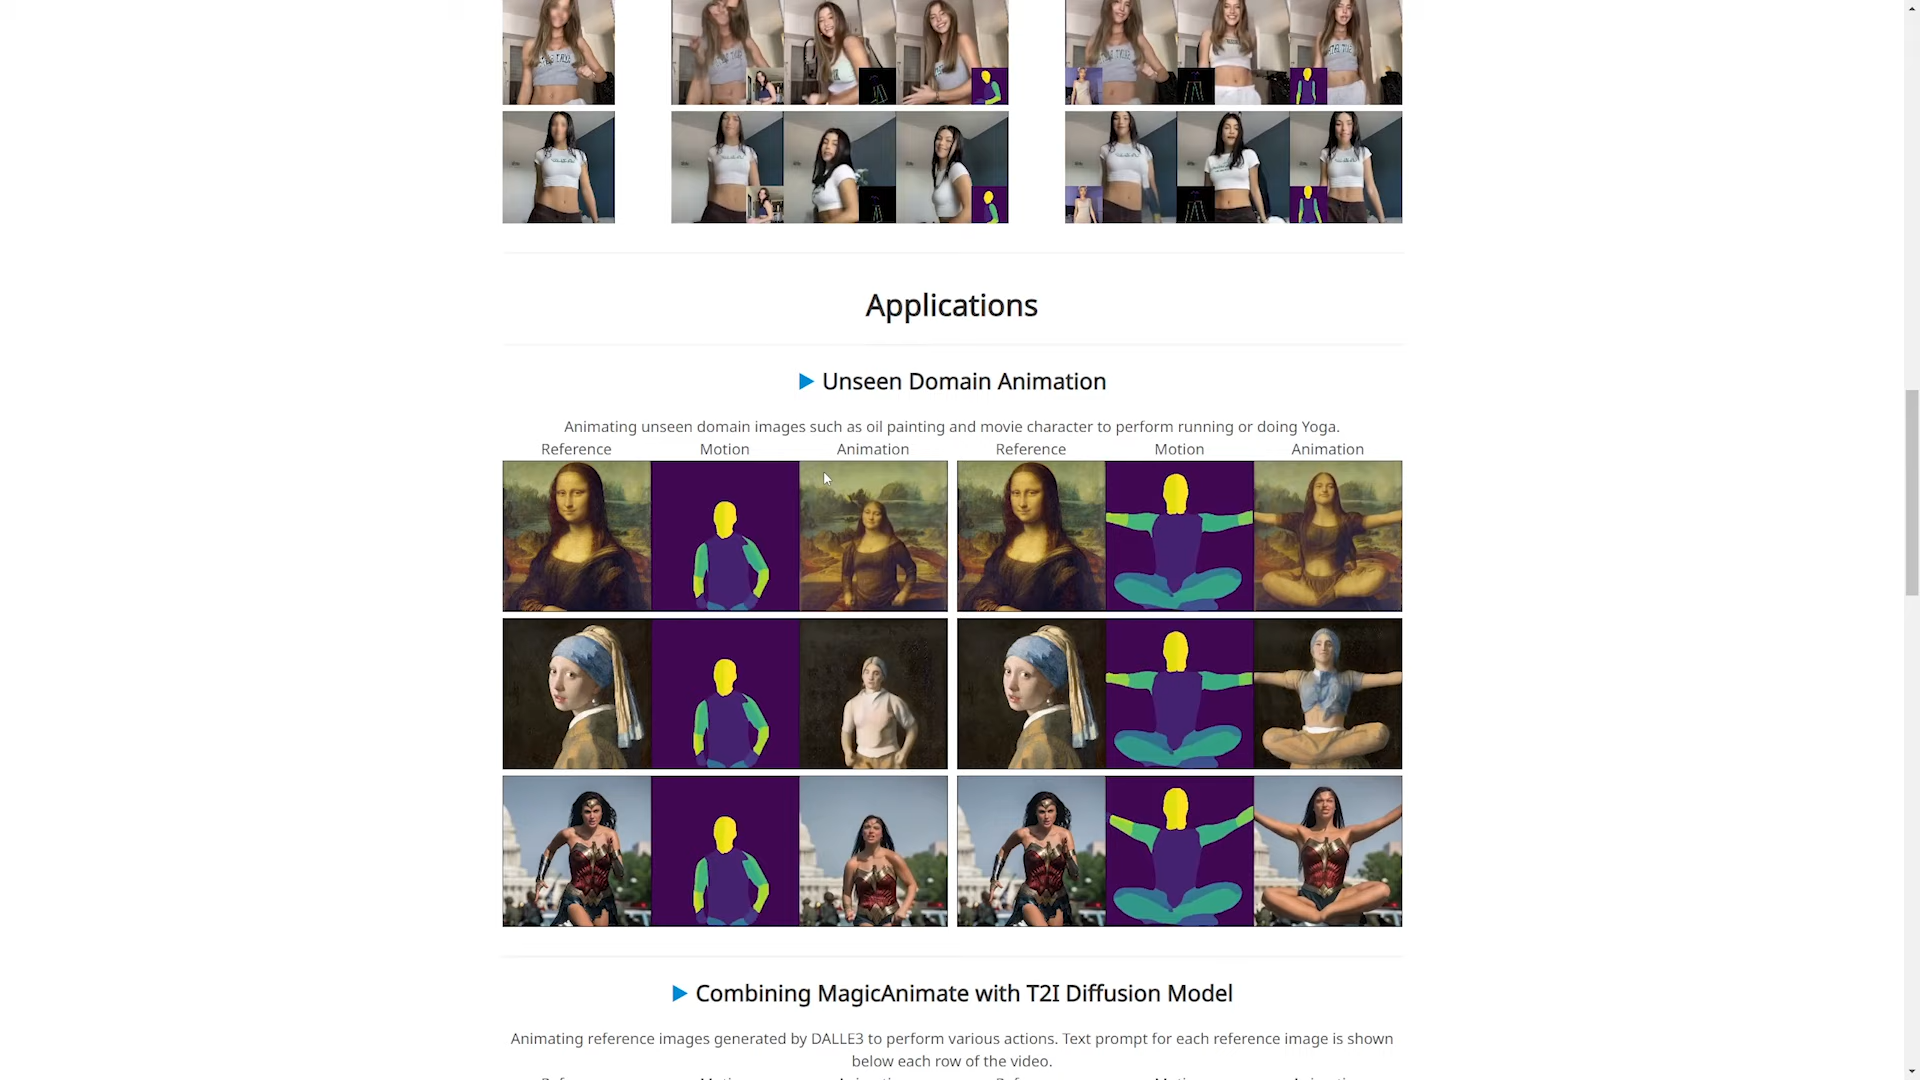 Applications
Unseen Domain Animation
Animating unseen domain images such as oil painting and movie character to perform running or doing Yoga.
Reference Motion Animation Reference Motion Animation
Combining MagicAnimate with T2I Diffusion Model
Animating reference images generated by DALLE3 to perform various actions. Text prompt for each reference image is shown
below each row of the video.